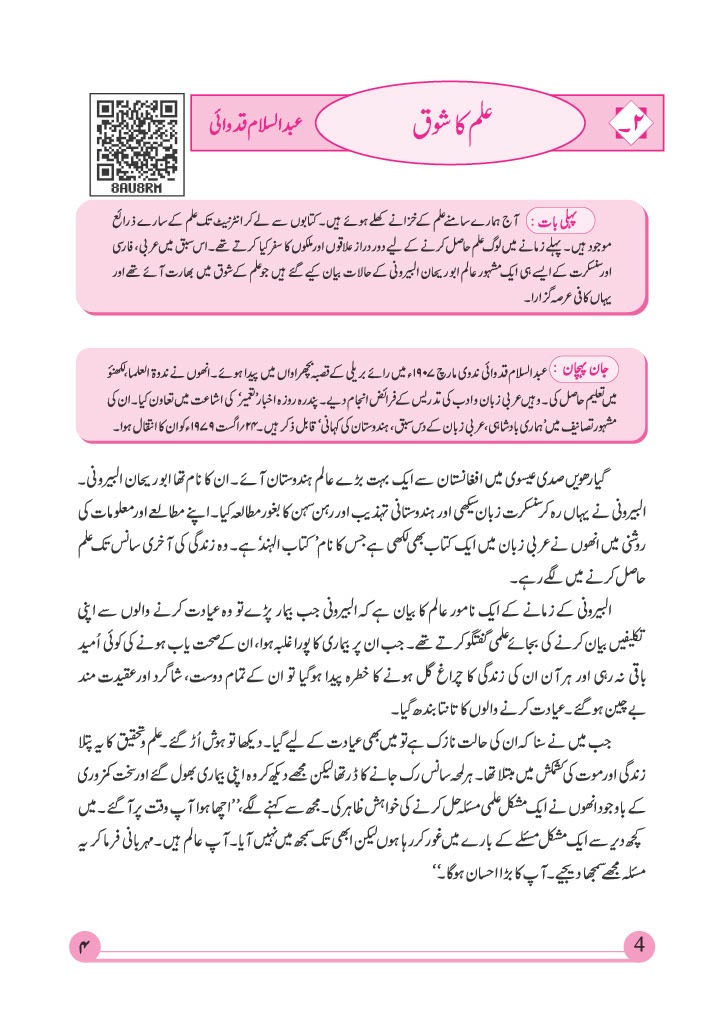 ۲۔
علم کا شوق
عبدالسلام قدوائی
8AU8RM
پہلی بات : آج ہمارے سامنے علم کے خزانے کھلے ہوئے ہیں۔ کتابوں سے لے کر انٹرنیٹ تک علم کے سارے ذرائع
موجود ہیں۔ پہلے زمانے میں لوگ علم حاصل کرنے کے لیے دور دراز علاقوں اور ملکوں کا سفر کیا کرتے تھے۔ اس سبق میں عربی، فارسی
اور سنسکرت کے ایسے ہی ایک مشہور عالم ابوریحان البیرونی کے حالات بیان کیے گئے ہیں جو علم کے شوق میں بھارت آئے تھے اور
یہاں کافی عرصہ گزارا۔
جان پہچان : عبدالسلام قدوائی ندوی مارچ ۱۹۰۷ء میں رائے بریلی کے قصبہ بچھراواں میں پیدا ہوئے۔ انھوں نے ندوۃ العلما، لکھنؤ
میں تعلیم حاصل کی۔ وہیں عربی زبان و ادب کی تدریس کے فرائض انجام دیے۔ پندرہ روزہ اخبار 'تعمیر' کی اشاعت میں تعاون کیا۔ ان کی
مشہور تصانیف میں 'ہماری بادشاہی، عربی زبان کے دس سبق، ہندوستان کی کہانی' قابل ذکر ہیں۔ ۲۴؍اگست ۱۹۷۹ء کو ان کا انتقال ہوا۔
گیارھویں صدی عیسوی میں افغانستان سے ایک بہت بڑے عالم ہندوستان آئے۔ ان کا نام تھا ابوریحان البیرونی۔
البیرونی نے یہاں رہ کر سنسکرت زبان سیکھی اور ہندوستانی تہذیب اور رہن سہن کا بغور مطالعہ کیا۔ اپنے مطالعے اور معلومات کی
روشنی میں انھوں نے عربی زبان میں ایک کتاب بھی لکھی ہے جس کا نام 'کتاب الہند' ہے۔ وہ زندگی کی آخری سانس تک علم
حاصل کرنے میں لگے رہے۔
البیرونی کے زمانے کے ایک نامور عالم کا بیان ہے کہ البیرونی جب بیمار پڑے تو وہ عیادت کرنے والوں سے اپنی
تکلیفیں بیان کرنے کی بجائے علمی گفتگو کرتے تھے۔ جب ان پر بیماری کا پورا غلبہ ہوا، ان کے صحت یاب ہونے کی کوئی اُمید
باقی نہ رہی اور ہر آن ان کی زندگی کا چراغ گل ہونے کا خطرہ پیدا ہوگیا تو ان کے تمام دوست، شاگرد اور عقیدت مند
بے چین ہوگئے۔ عیادت کرنے والوں کا تانتا بندھ گیا۔
جب میں نے سنا کہ ان کی حالت نازک ہے تو میں بھی عیادت کے لیے گیا۔ دیکھا تو ہوش اُڑ گئے۔ علم و تحقیق کا یہ پتلا
زندگی اور موت کی کشمکش میں مبتلا تھا۔ ہر لمحہ سانس رک جانے کا ڈر تھا لیکن مجھے دیکھ کر وہ اپنی بیماری بھول گئے اور سخت کمزوری
کے باوجود انھوں نے ایک مشکل علمی مسئلہ حل کرنے کی خواہش ظاہر کی۔ مجھ سے کہنے لگے، ''اچھا ہوا آپ وقت پر آگئے۔ میں
کچھ دیر سے ایک مشکل مسئلے کے بارے میں غور کر رہا ہوں لیکن ابھی تک سمجھ میں نہیں آیا۔ آپ عالم ہیں۔ مہربانی فرما کر یہ
مسئلہ مجھے سمجھا دیجیے۔ آپ کا بڑا احسان ہوگا۔''
4
۴